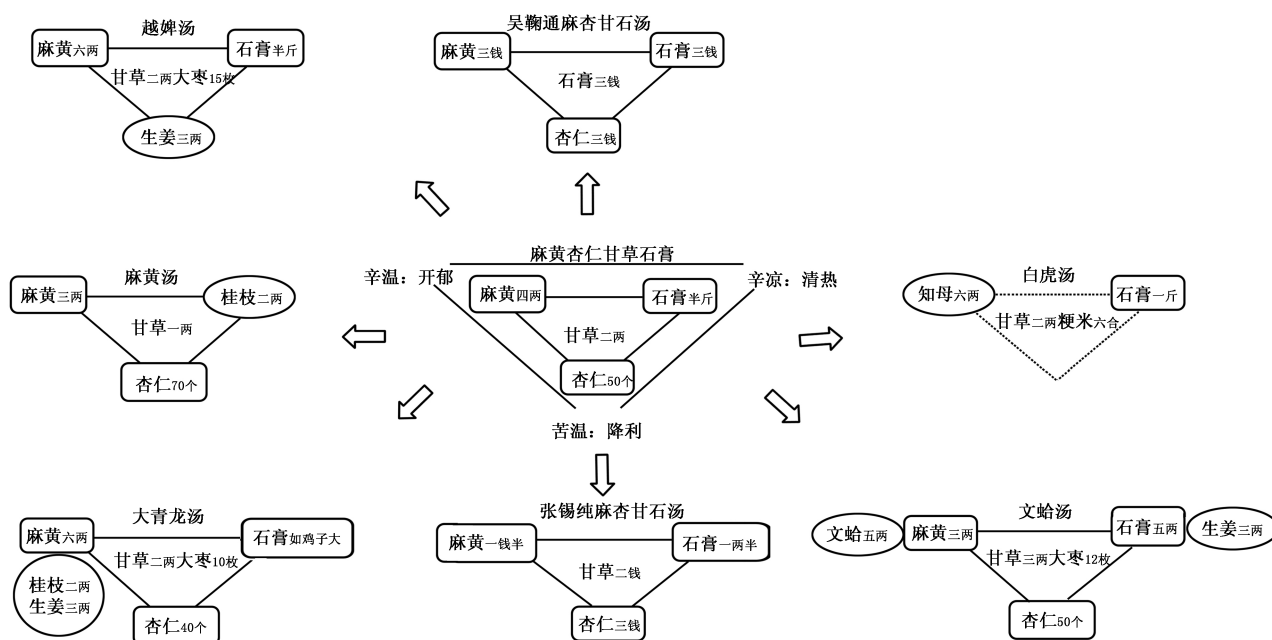 越婢汤
麻黄六两
石膏半斤
甘草二两大枣15枚
生姜三两
吴鞠通麻杏甘石汤
麻黄三钱
石膏三钱
石膏三钱
杏仁三钱
麻黄汤
麻黄三两
桂枝二两
甘草一两
杏仁70个
麻黄杏仁甘草石膏
辛温：开郁
辛凉：清热
麻黄四两
石膏半斤
甘草二两
杏仁50个
苦温：降利
白虎汤
知母六两
石膏一斤
甘草二两粳米六合
大青龙汤
麻黄六两
石膏如鸡子大
甘草二两大枣10枚
桂枝二两
生姜三两
杏仁40个
张锡纯麻杏甘石汤
麻黄一钱半
石膏一两半
甘草二钱
杏仁三钱
文蛤汤
文蛤五两
麻黄三两
石膏五两
生姜三两
甘草三两大枣12枚
杏仁50个